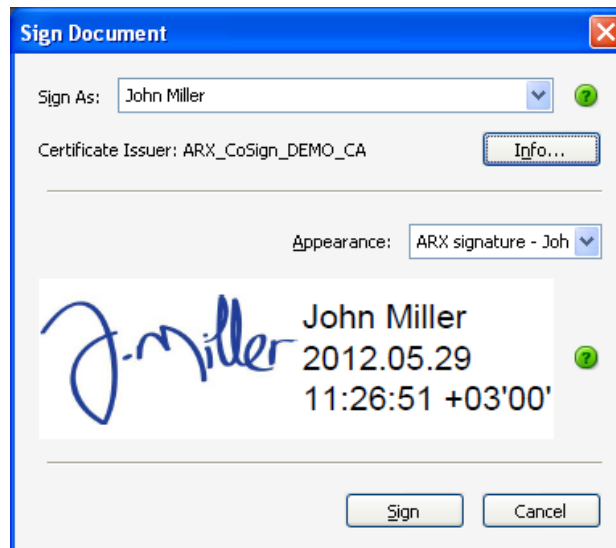 Sign Document
Sign As: John Miller
Certificate Issuer: ARX_CoSign_DEMO_CA Info...
Appearance: ARX signature - Joh
J. Miller
John Miller
2012.05.29
11:26:51 +03'00'
Sign Cancel